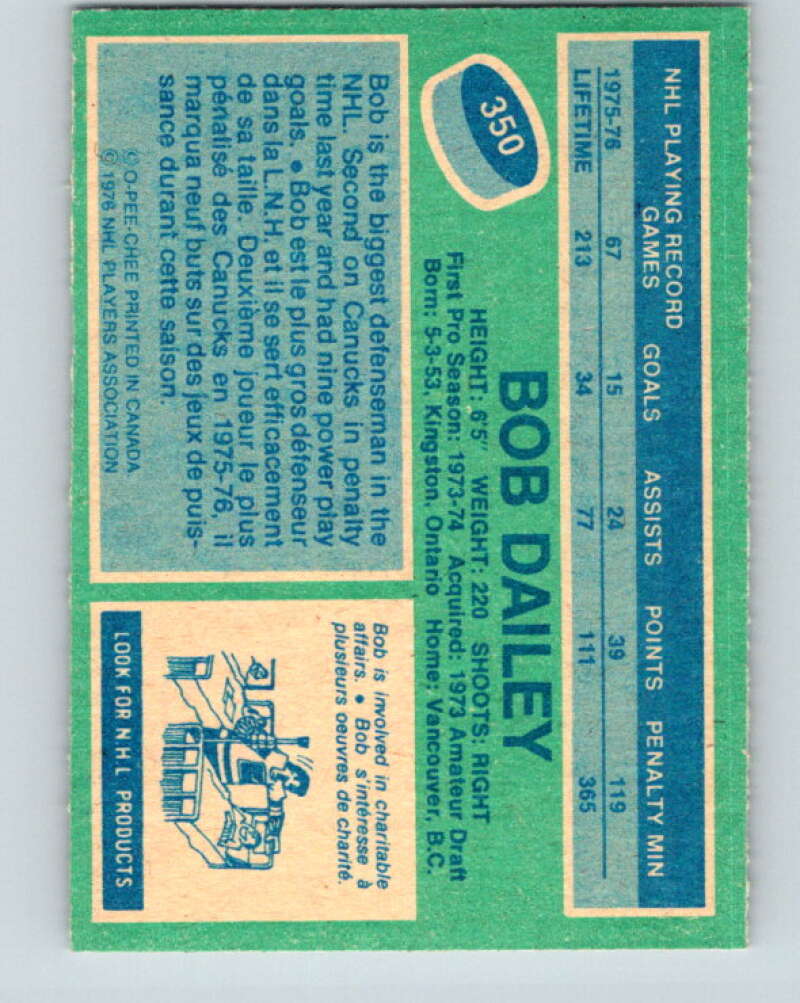 NHL PLAYING RECORD
GAMES GOALS ASSISTS POINTS PENALTY MIN
1975-76 67 15 24 39 119
LIFETIME 213 34 77 111 365
350
BOB DAILEY
HEIGHT: 6'5" WEIGHT: 220 SHOOTS: RIGHT
First Pro Season: 1973-74 Acquired: 1973 Amateur Draft
Born: 5-3-53, Kingston, Ontario Home: Vancouver, B.C.
Bob is the biggest defenseman in the
NHL. Second on Canucks in penalty
time last year and had nine power play
goals. • Bob est le plus gros défenseur
dans la L.N.H. et il se sert efficacement
de sa taille. Deuxième joueur le plus
pénalisé des Canucks en 1975-76, il
marqua neuf buts sur des jeux de puis-
sance durant cette saison.
© O-PEE-CHEE PRINTED IN CANADA
© 1976 NHL PLAYERS ASSOCIATION
Bob is involved in charitable
affairs. • Bob s'intéresse à
plusieurs oeuvres de charité.
LOOK FOR N.H.L PRODUCTS